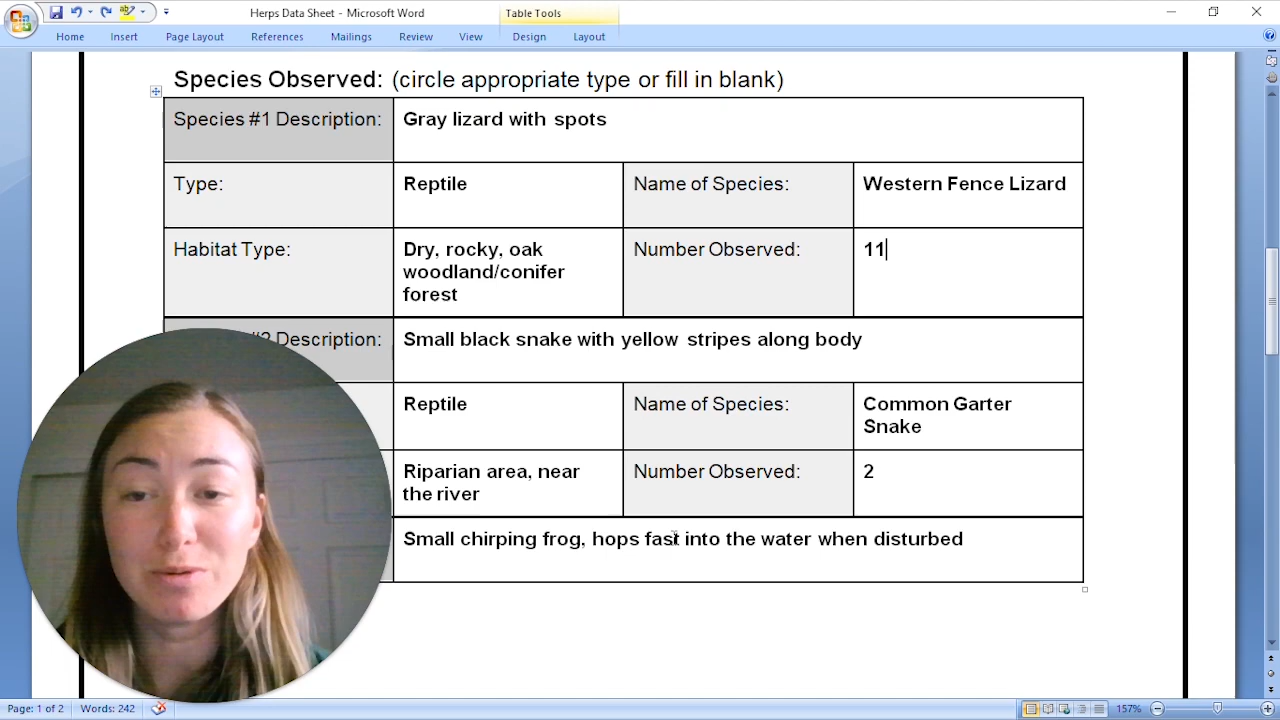 Herps Data Sheet - Microsoft Word
Table Tools
Home Insert Page Layout References Mailings Review View Design Layout
Species Observed: (circle appropriate type or fill in blank)
Species #1 Description: Gray lizard with spots
Type: Reptile Name of Species: Western Fence Lizard
Habitat Type: Dry, rocky, oak
woodland/conifer
forest
Number Observed: 11
#2 Description: Small black snake with yellow stripes along body
Reptile Name of Species: Common Garter
Snake
Riparian area, near
the river
Number Observed: 2
Small chirping frog, hops fast into the water when disturbed
Page: 1 of 2 Words: 242 157%